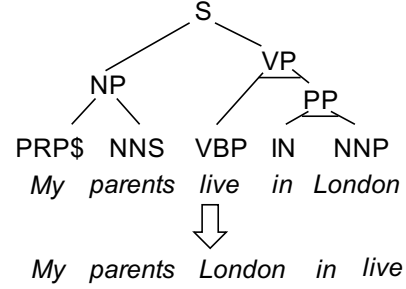 S
NP VP
PP
PRP$ NNS VBP IN NNP
My parents live in London
My parents London in live